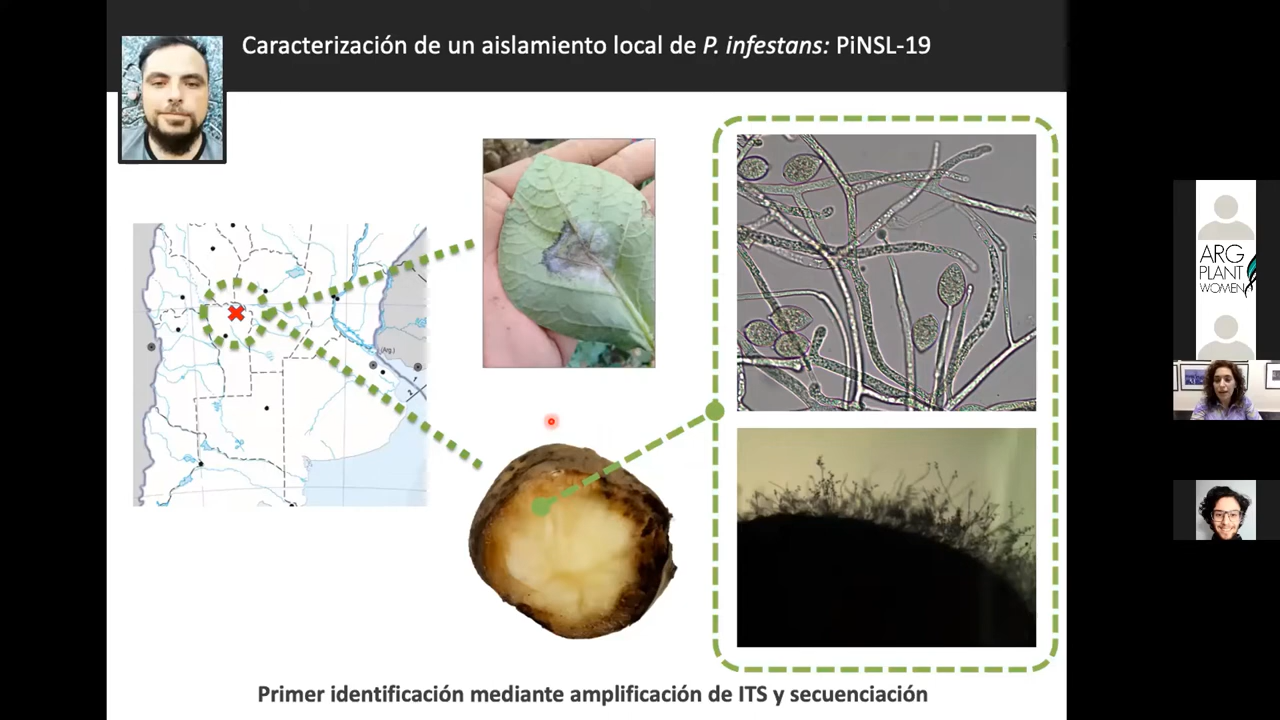 Caracterización de un aislamiento local de P. infestans: PiNSL-19
(Arg.)
Primer identificación mediante amplificación de ITS y secuenciación
ARG
PLANT
WOMEN